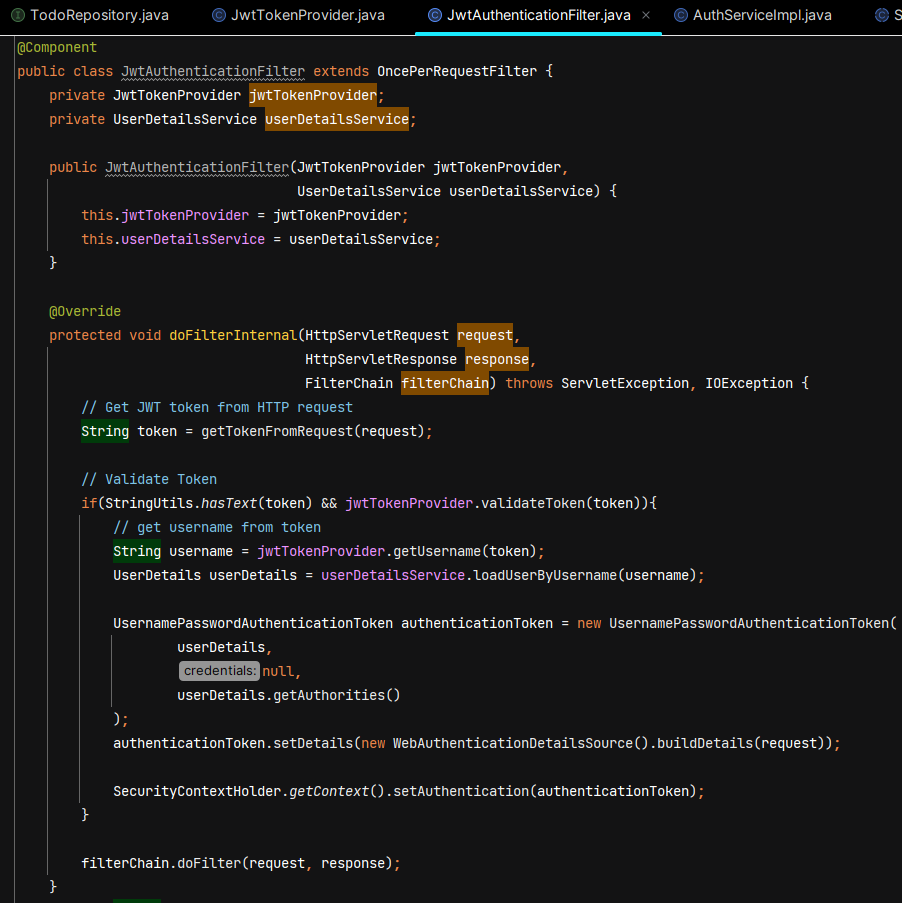 TodoRepository.java JwtTokenProvider.java JwtAuthenticationFilter.java × AuthServiceImpl.java S
@Component
public class JwtAuthenticationFilter extends OncePerRequestFilter {
    private JwtTokenProvider jwtTokenProvider;
    private UserDetailsService userDetailsService;
    public JwtAuthenticationFilter(JwtTokenProvider jwtTokenProvider,
                                   UserDetailsService userDetailsService) {
        this.jwtTokenProvider = jwtTokenProvider;
        this.userDetailsService = userDetailsService;
    }
    @Override
    protected void doFilterInternal(HttpServletRequest request,
                                    HttpServletResponse response,
                                    FilterChain filterChain) throws ServletException, IOException {
        // Get JWT token from HTTP request
        String token = getTokenFromRequest(request);
        // Validate Token
        if(StringUtils.hasText(token) && jwtTokenProvider.validateToken(token)){
            // get username from token
            String username = jwtTokenProvider.getUsername(token);
            UserDetails userDetails = userDetailsService.loadUserByUsername(username);
            UsernamePasswordAuthenticationToken authenticationToken = new UsernamePasswordAuthenticationToken(
                    userDetails,
                    credentials: null,
                    userDetails.getAuthorities()
            );
            authenticationToken.setDetails(new WebAuthenticationDetailsSource().buildDetails(request));
            SecurityContextHolder.getContext().setAuthentication(authenticationToken);
        }
        filterChain.doFilter(request, response);
    }